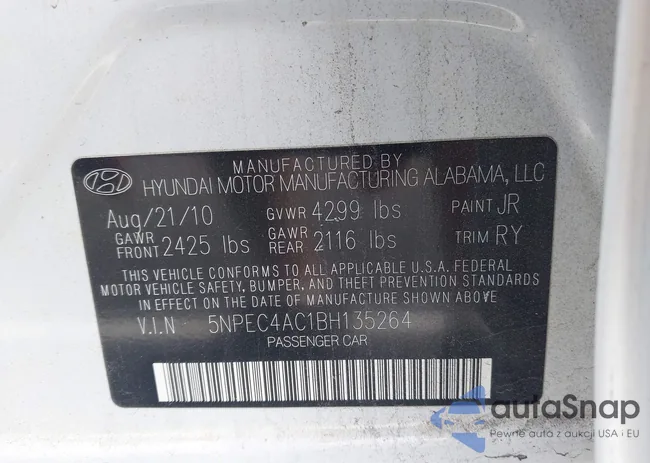 MANUFACTURED BY
HYUNDAI MOTOR MANUFACTURING ALABAMA, LLC
Aug/21/10 GVWR 4299 lbs PAINT JR
GAWR FRONT 2425 lbs GAWR REAR 2116 lbs TRIM RY
THIS VEHICLE CONFORMS TO ALL APPLICABLE U.S.A. FEDERAL
MOTOR VEHICLE SAFETY, BUMPER, AND THEFT PREVENTION STANDARDS
IN EFFECT ON THE DATE OF MANUFACTURE SHOWN ABOVE.
V.I.N 5NPEC4AC1BH135264
PASSENGER CAR
autaSnap
Pewne auta z aukcji USA i EU